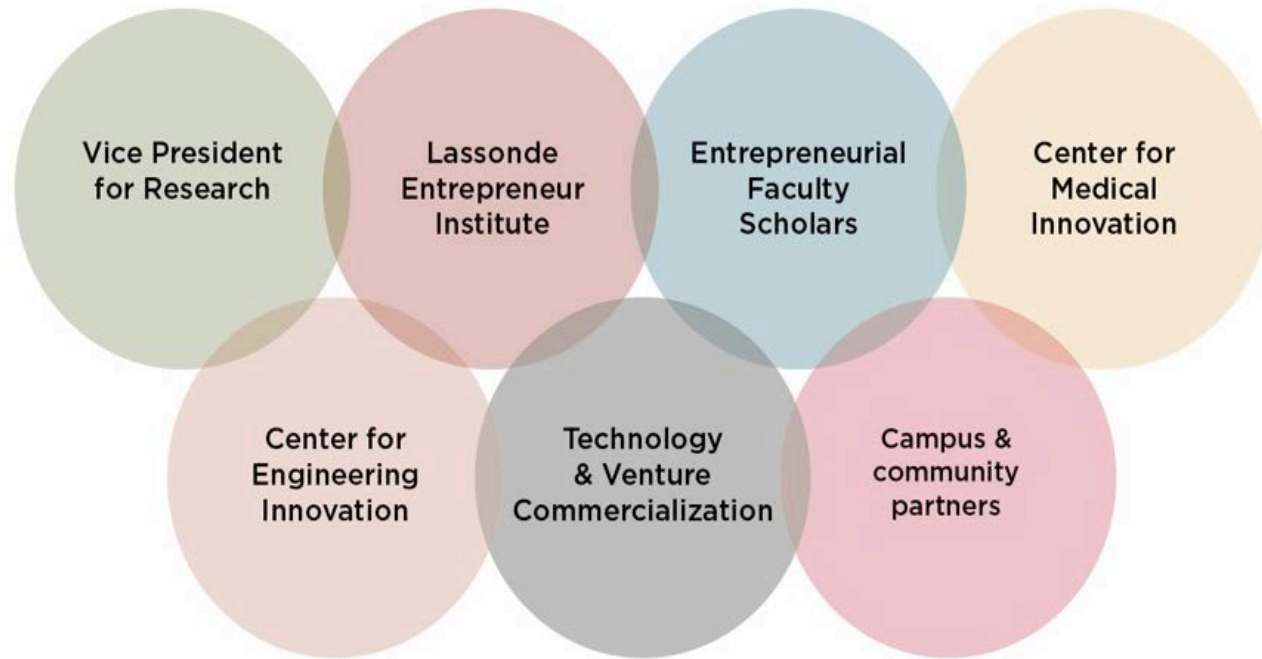 Vice President
for Research
Lassonde
Entrepreneur
Institute
Entrepreneurial
Faculty
Scholars
Center for
Medical
Innovation
Center for
Engineering
Innovation
Technology
& Venture
Commercialization
Campus &
community
partners